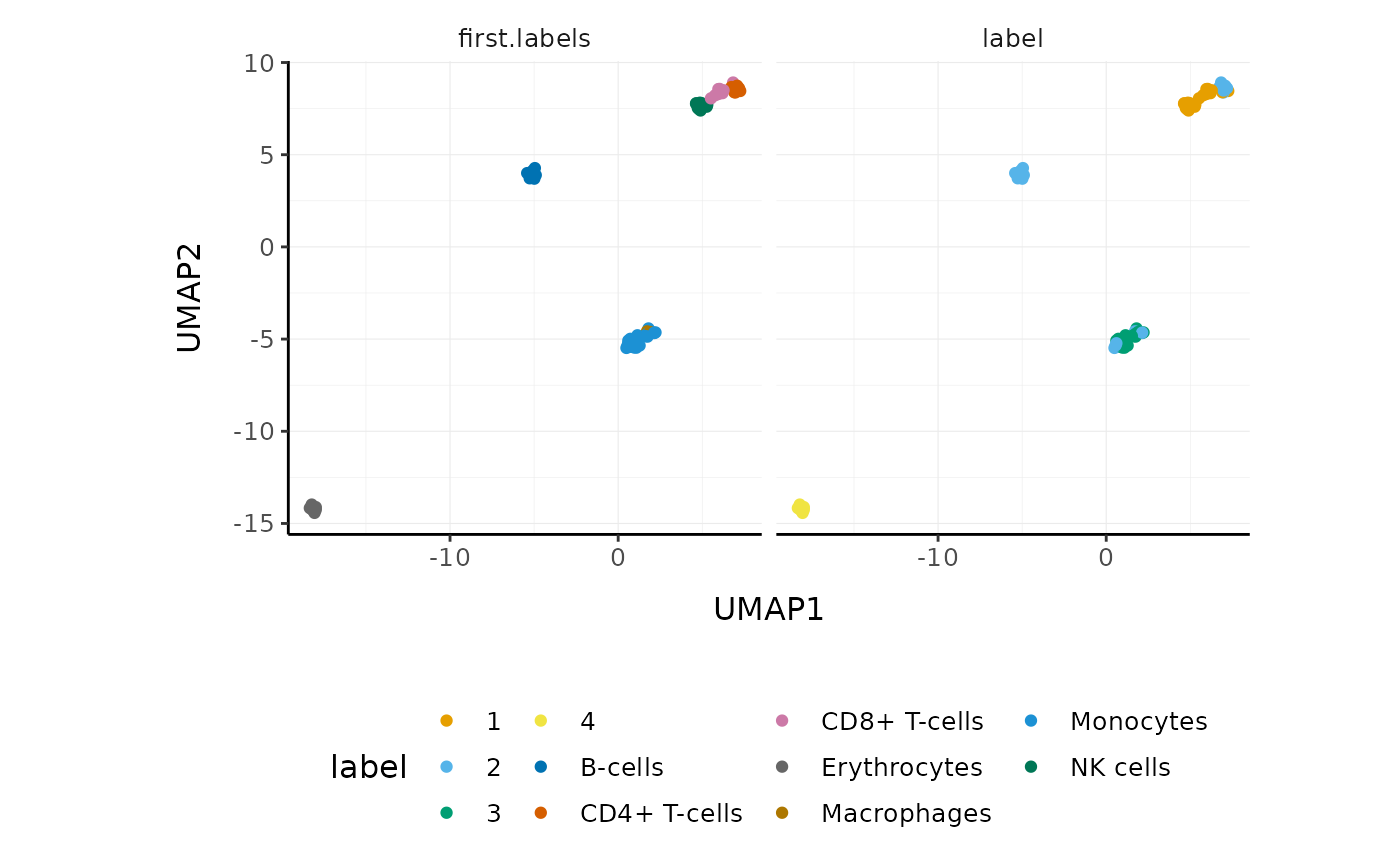 first.labels label
10
5
0
-5
-10
-15
UMAP2
-10 0 -10 0
UMAP1
label
1 4 CD8+ T-cells Monocytes
2 B-cells Erythrocytes NK cells
3 CD4+ T-cells Macrophages